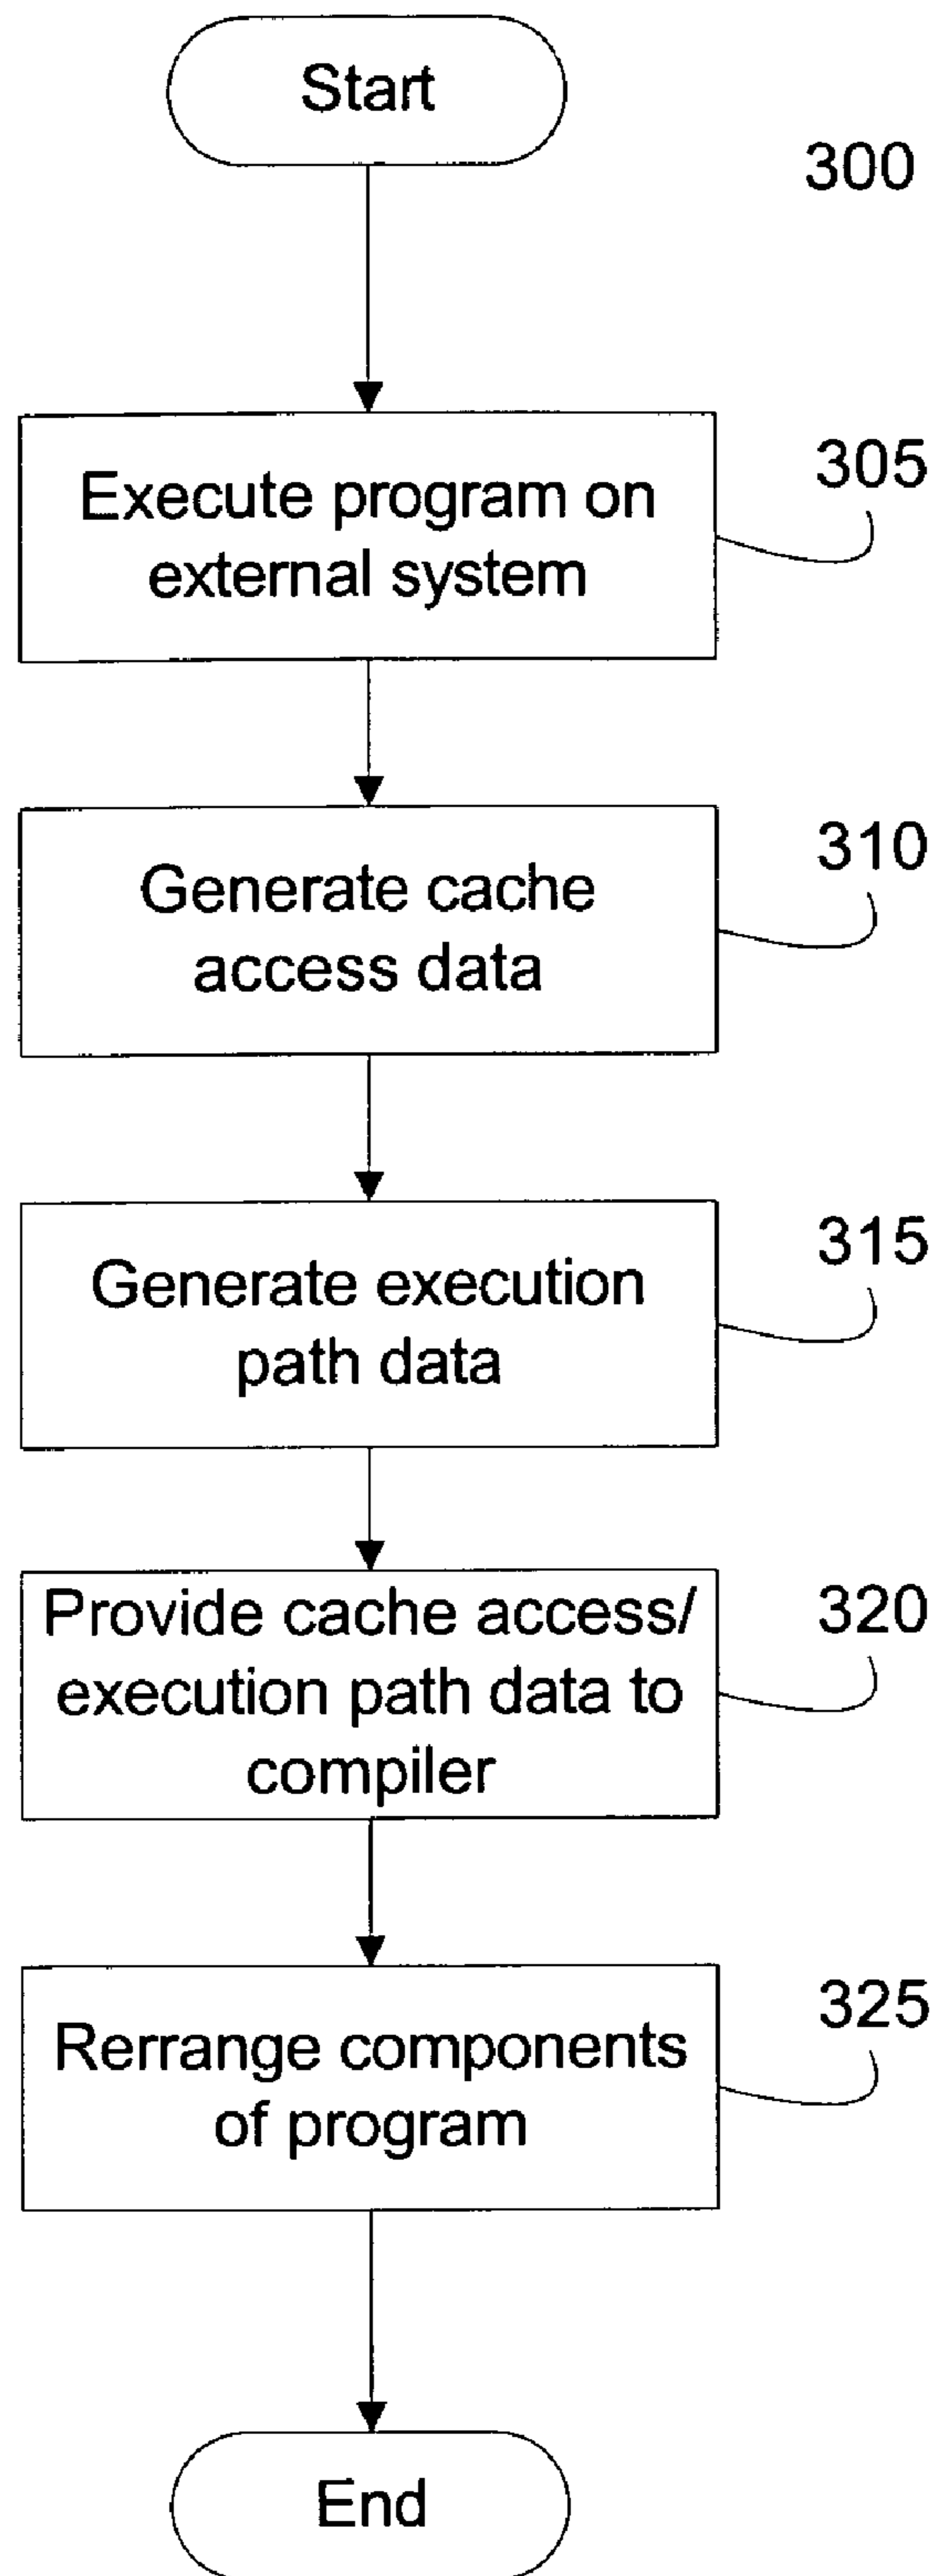 Start
300
Execute program on
external system
305
Generate cache
access data
310
Generate execution
path data
315
Provide cache access/
execution path data to
compiler
320
Rerrange components
of program
325
End